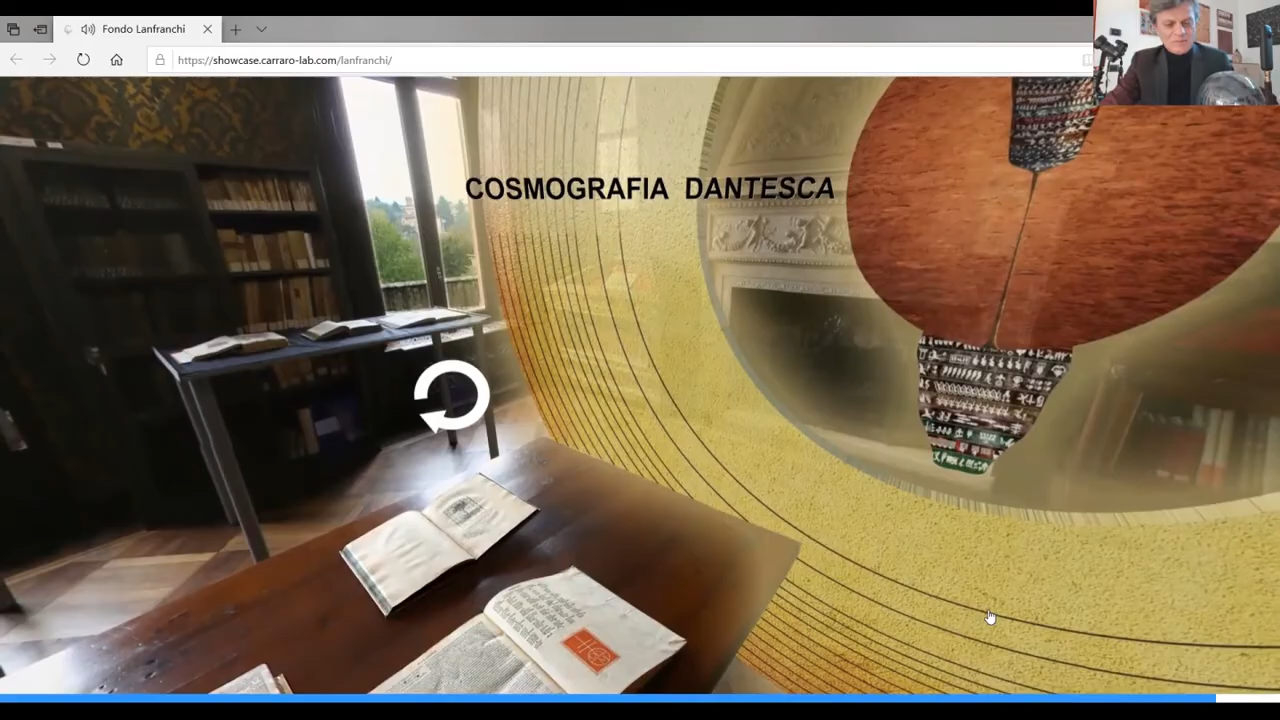 Fondo Lanfranchi
https://showcase.carraro-lab.com/lanfranchi/
COSMOGRAFIA DANTESCA